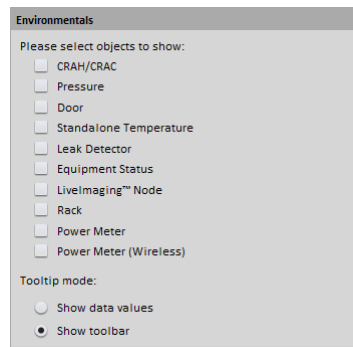 Environmentals
Please select objects to show:
CRAH/CRAC
Pressure
Door
Standalone Temperature
Leak Detector
Equipment Status
LiveImaging™ Node
Rack
Power Meter
Power Meter (Wireless)
Tooltip mode:
Show data values
Show toolbar